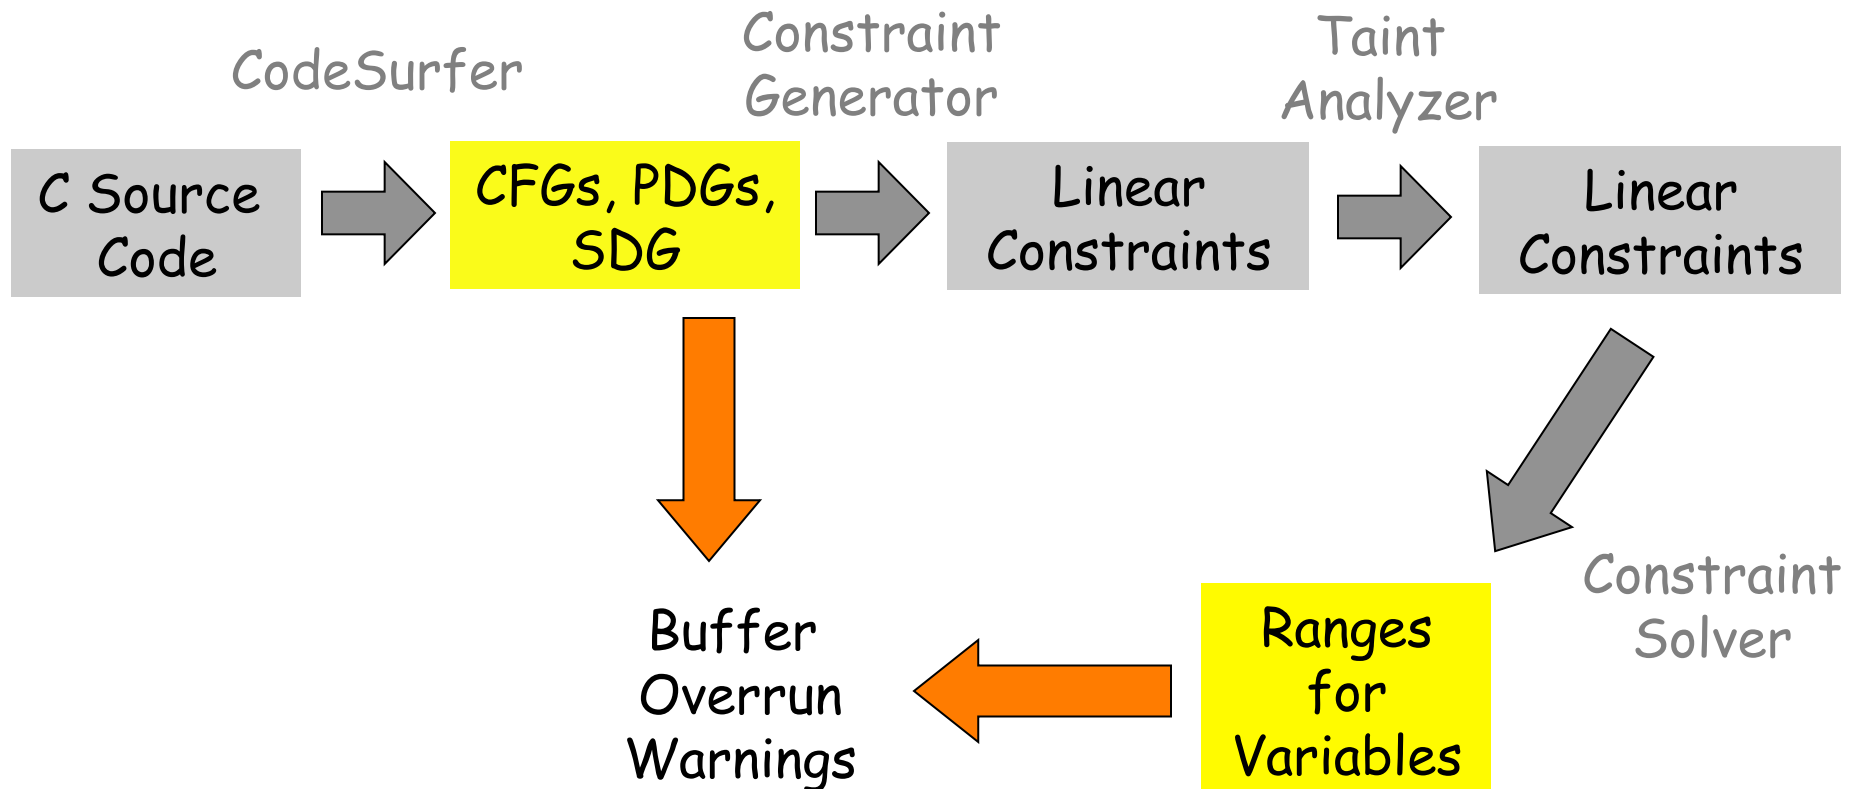 CodeSurfer
Constraint
Generator
Taint
Analyzer
C Source
Code
CFGs, PDGs,
SDG
Linear
Constraints
Linear
Constraints
Constraint
Solver
Buffer
Overrun
Warnings
Ranges
for
Variables